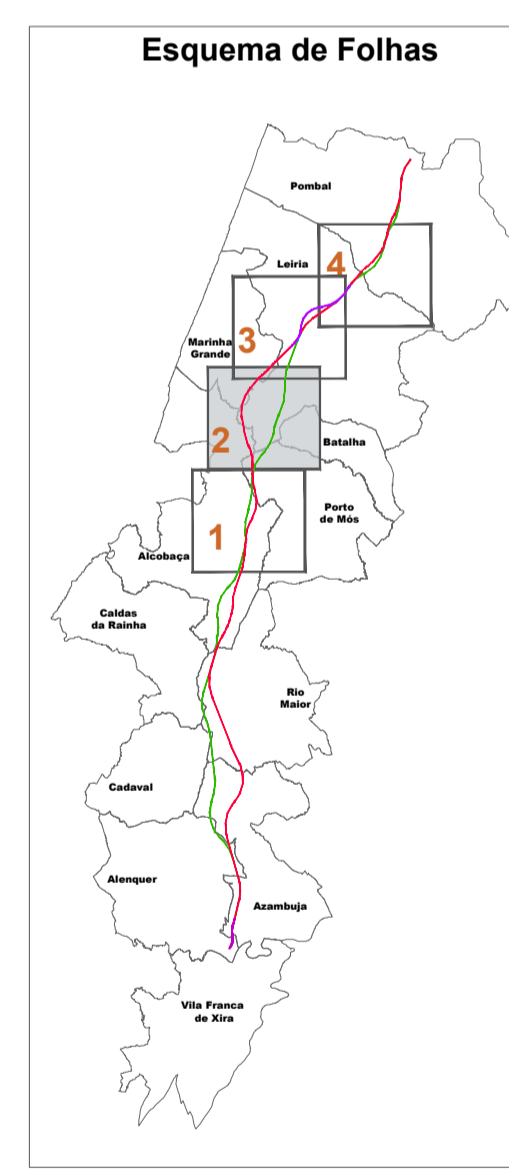 Esquema de Folhas
Pombal
Leiria
4
Marinha
Grande
3
2
Batalha
Porto
de Mós
1
Alcobaça
Caldas
da Rainha
Rio
Maior
Cadaval
Alenquer
Azambuja
Vila Franca
de Xira